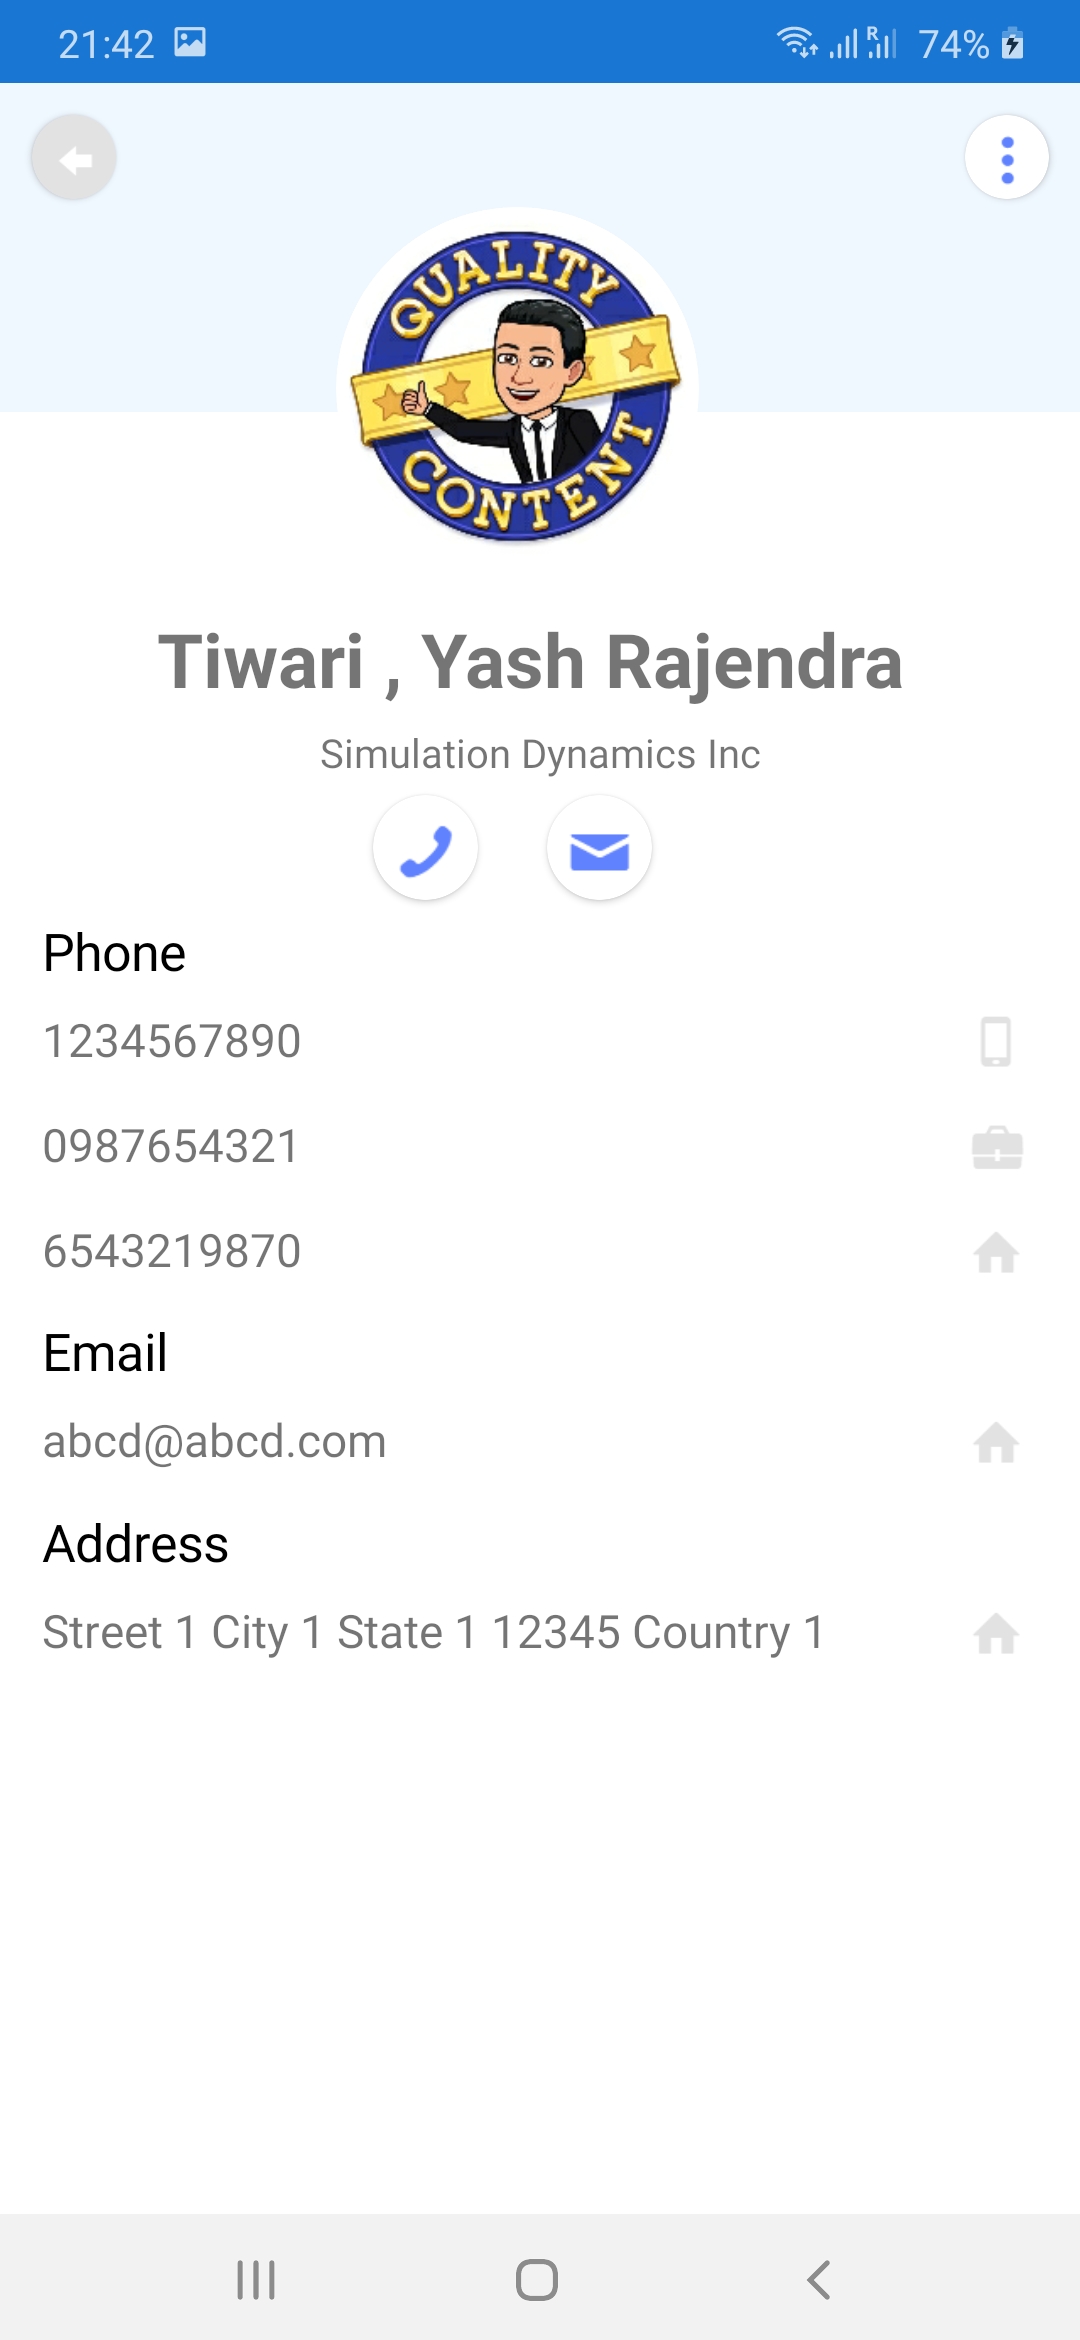 21:42
R 74%
QUALITY
CONTENT
Tiwari , Yash Rajendra
Simulation Dynamics Inc
Phone
1234567890
0987654321
6543219870
Email
abcd@abcd.com
Address
Street 1 City 1 State 1 12345 Country 1